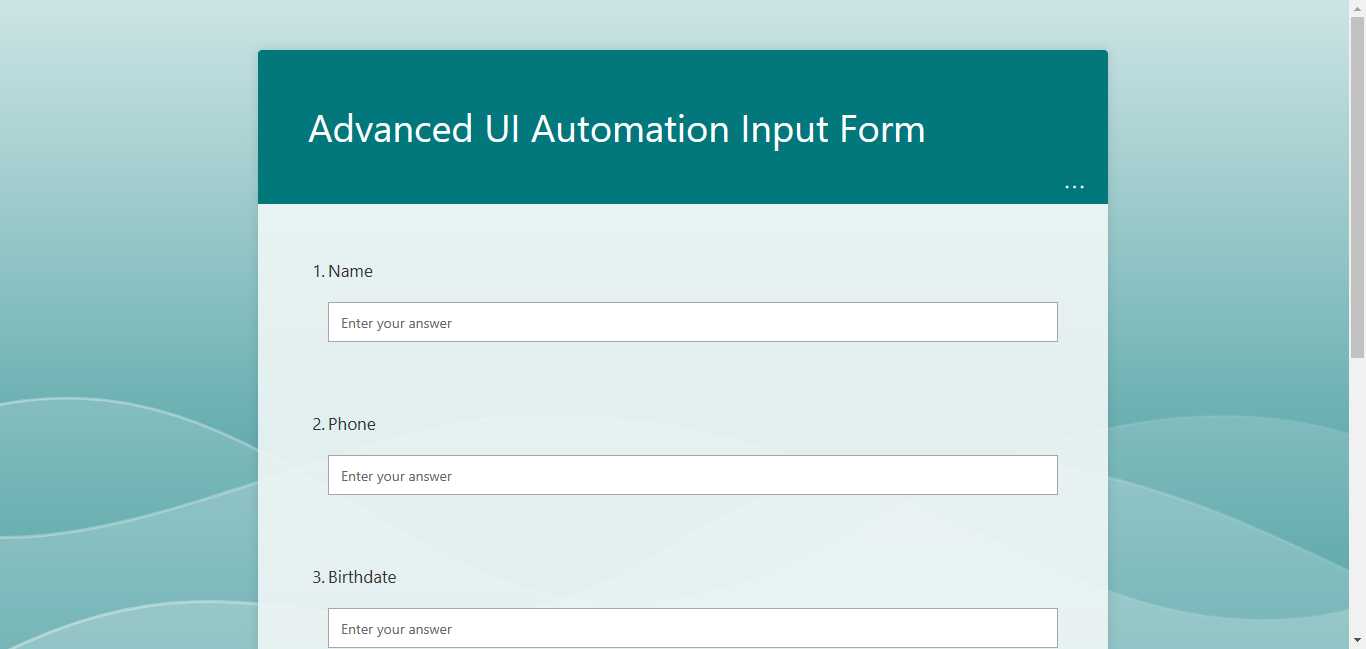 Advanced UI Automation Input Form
...
1. Name
Enter your answer
2. Phone
Enter your answer
3. Birthdate
Enter your answer